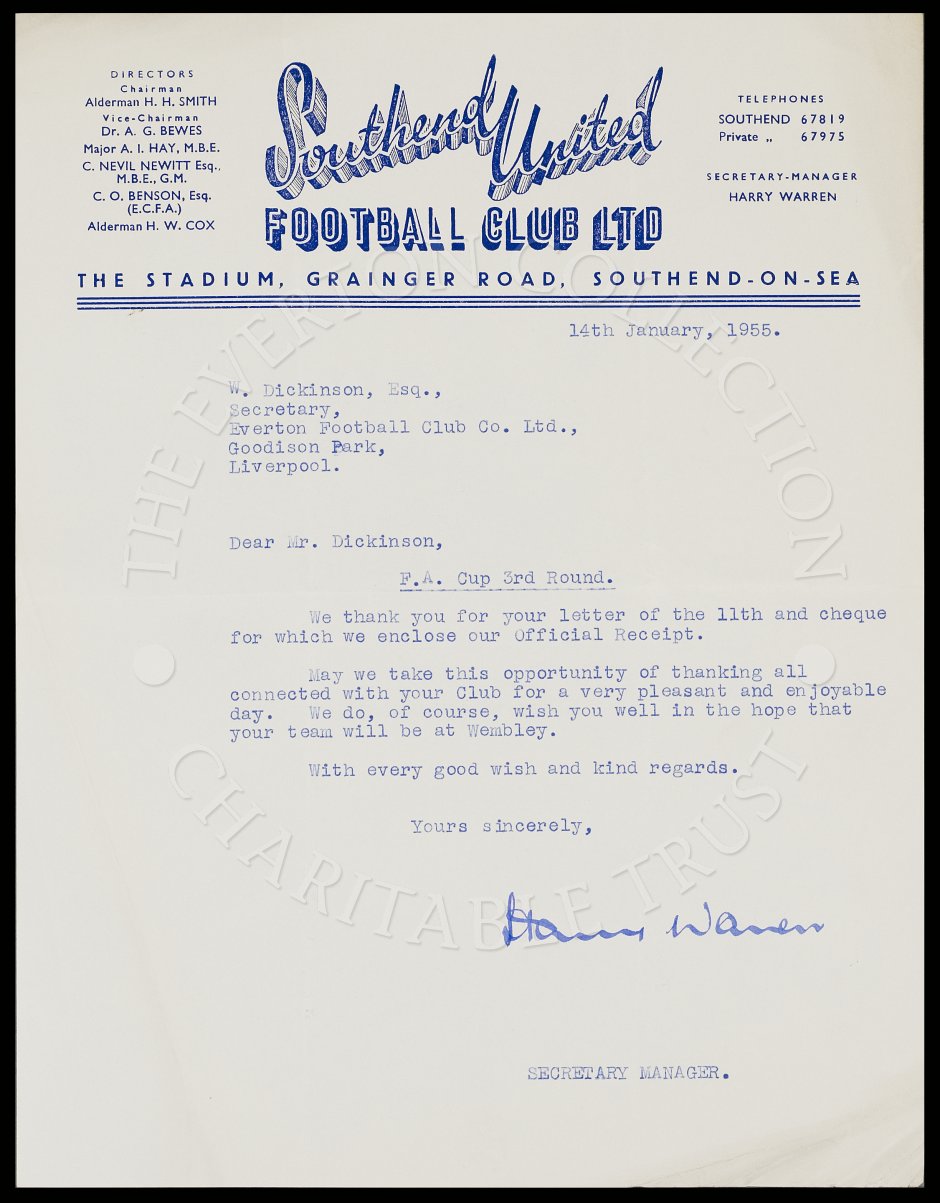 DIRECTORS
Chairman
Alderman H. H. SMITH
Vice-Chairman
Dr. A. G. BEWES
Major A. I. HAY, M.B.E.
C. NEVIL NEWITT Esq.,
M.B.E., G.M.
C. O. BENSON, Esq.
(E.C.F.A.)
Alderman H. W. COX
Southend United
FOOTBALL CLUB LTD
TELEPHONES
SOUTHEND 67819
Private „ 67975
SECRETARY-MANAGER
HARRY WARREN
THE STADIUM, GRAINGER ROAD, SOUTHEND-ON-SEA
14th January, 1955.
W. Dickinson, Esq.,
Secretary,
Everton Football Club Co. Ltd.,
Goodison Park,
Liverpool.
Dear Mr. Dickinson,
F.A. Cup 3rd Round.
We thank you for your letter of the 11th and cheque
for which we enclose our Official Receipt.
May we take this opportunity of thanking all
connected with your Club for a very pleasant and enjoyable
day. We do, of course, wish you well in the hope that
your team will be at Wembley.
With every good wish and kind regards.
Yours sincerely,
Harry Warren
SECRETARY MANAGER.
THE EVERTON COLLECTION
CHARITABLE TRUST